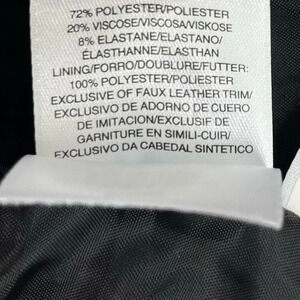 72% POLYESTER/POLIESTER
20% VISCOSE/VISCOSA/VISKOSE
8% ELASTANE/ELASTANO/
ÉLASTHANNE/ELASTHAN
LINING/FORRO/DOUBLURE/FUTTER:
100% POLYESTER/POLIESTER
EXCLUSIVE OF FAUX LEATHER TRIM/
EXCLUSIVO DE ADORNO DE CUERO
DE IMITACION/EXCLUSIF DE
GARNITURE EN SIMILI-CUIR/
EXCLUSIVO DA CABEDAL SINTETICO